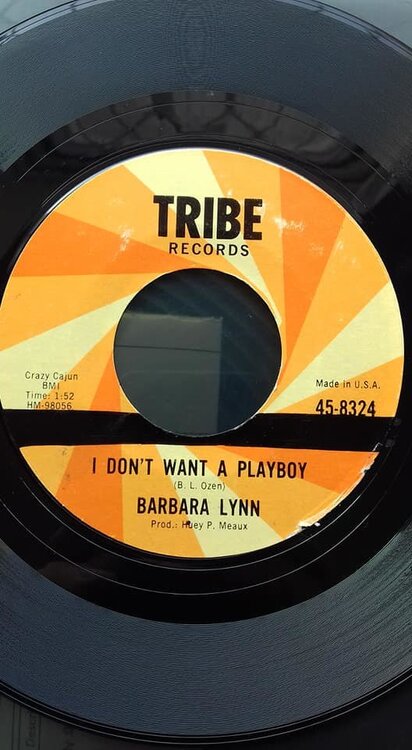 TRIBE
RECORDS
Crazy Cajun
BMI
Time: 1:52
HM-98056
Made in U.S.A.
45-8324
I DON'T WANT A PLAYBOY
(B. L. Ozen)
BARBARA LYNN
Prod.: Huey P. Meaux